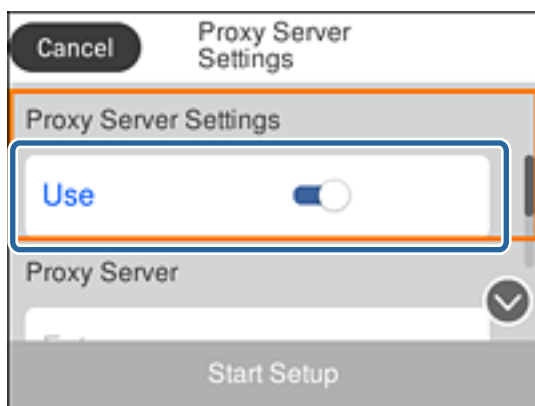 Cancel
Proxy Server
Settings
Proxy Server Settings
Use
Proxy Server
Start Setup